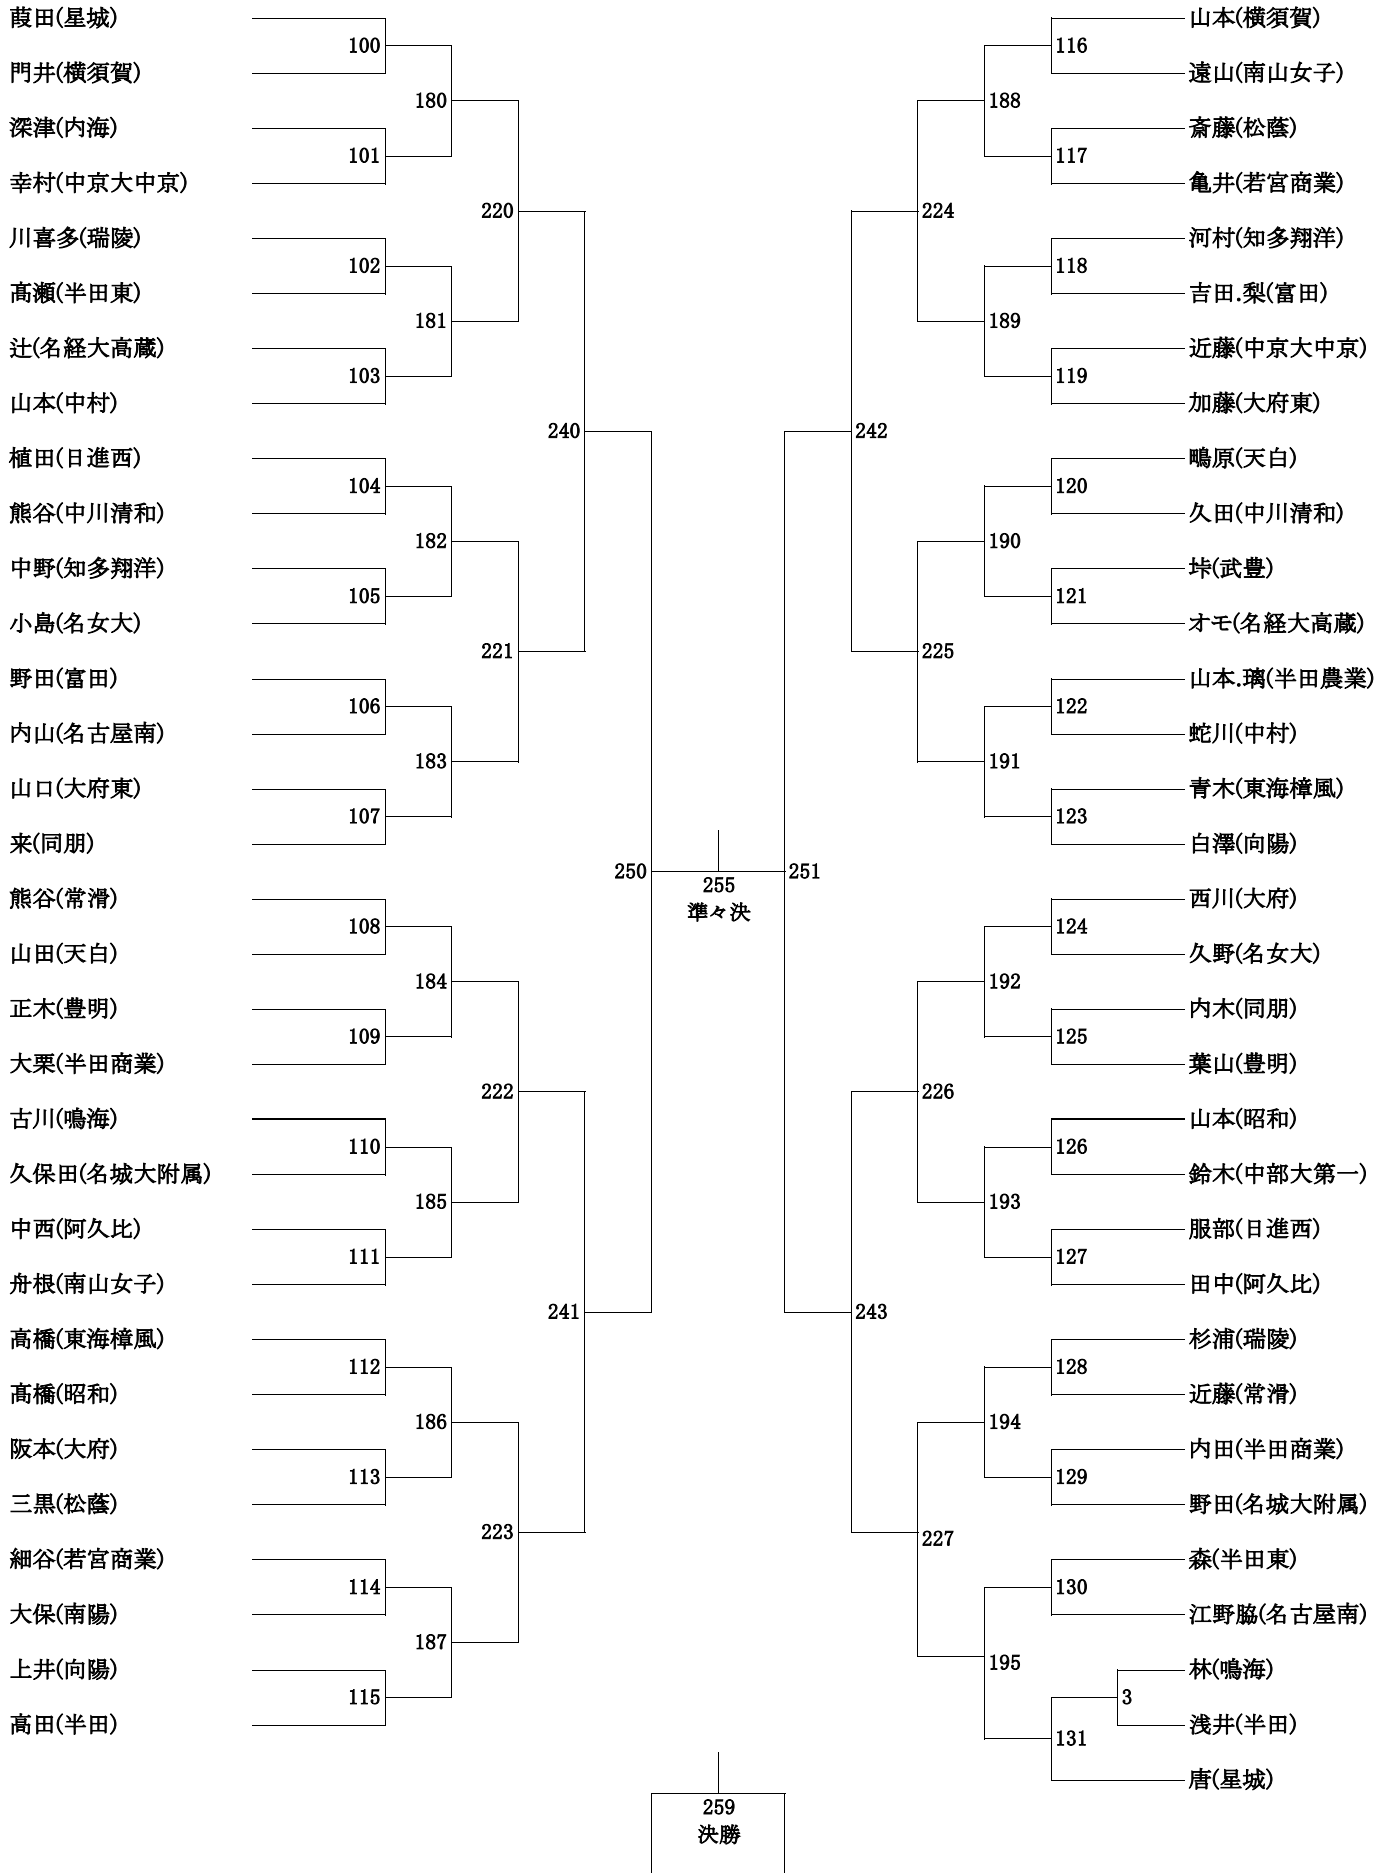 葭田(星城)
100
門井(横須賀)
180
深津(内海)
101
幸村(中京大中京)
220
川喜多(瑞陵)
102
髙瀬(半田東)
181
辻(名経大高蔵)
103
山本(中村)
240
植田(日進西)
104
熊谷(中川清和)
182
中野(知多翔洋)
105
小島(名女大)
221
野田(富田)
106
内山(名古屋南)
183
山口(大府東)
107
来(同朋)
250
熊谷(常滑)
108
山田(天白)
184
正木(豊明)
109
大栗(半田商業)
222
古川(鳴海)
110
久保田(名城大附属)
185
中西(阿久比)
111
舟根(南山女子)
241
高橋(東海樟風)
112
髙橋(昭和)
186
阪本(大府)
113
三黒(松蔭)
223
細谷(若宮商業)
114
大保(南陽)
187
上井(向陽)
115
高田(半田)
255
準々決
山本(横須賀)
116
遠山(南山女子)
188
斎藤(松蔭)
117
亀井(若宮商業)
224
河村(知多翔洋)
118
吉田.梨(富田)
189
近藤(中京大中京)
119
加藤(大府東)
242
鴫原(天白)
120
久田(中川清和)
190
垰(武豊)
121
オモ(名経大高蔵)
225
山本.璃(半田農業)
122
蛇川(中村)
191
青木(東海樟風)
123
白澤(向陽)
251
西川(大府)
124
久野(名女大)
192
内木(同朋)
125
葉山(豊明)
226
山本(昭和)
126
鈴木(中部大第一)
193
服部(日進西)
127
田中(阿久比)
243
杉浦(瑞陵)
128
近藤(常滑)
194
内田(半田商業)
129
野田(名城大附属)
227
森(半田東)
130
江野脇(名古屋南)
195
林(鳴海)
3
浅井(半田)
131
唐(星城)
259
決勝